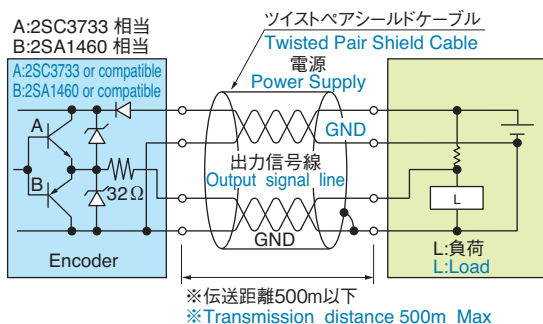 A:2SC3733 相当
B:2SA1460 相当
ツイストペアシールドケーブル
Twisted Pair Shield Cable
A:2SC3733 or compatible
B:2SA1460 or compatible
電源
Power Supply
A
GND
B
32Ω
出力信号線
Output signal line
L
GND
Encoder
L:負荷
L:Load
※伝送距離500m以下
※Transmission distance 500m Max